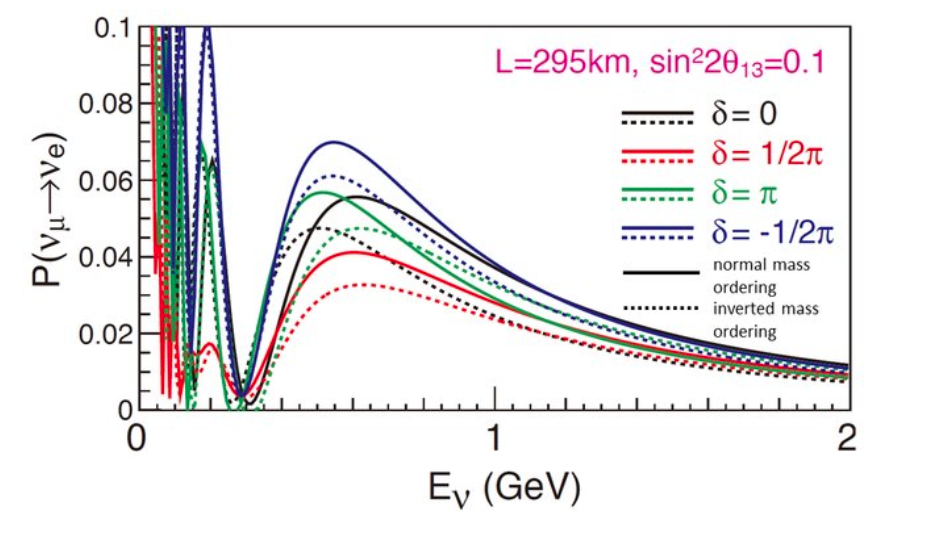 0.1
0.08
0.06
0.04
0.02
0
P(νμ→νe)
L=295km, sin²2θ₁₃=0.1
δ= 0
δ= 1/2π
δ= π
δ= -1/2π
normal mass
ordering
inverted mass
ordering
0 1 2
Eν (GeV)